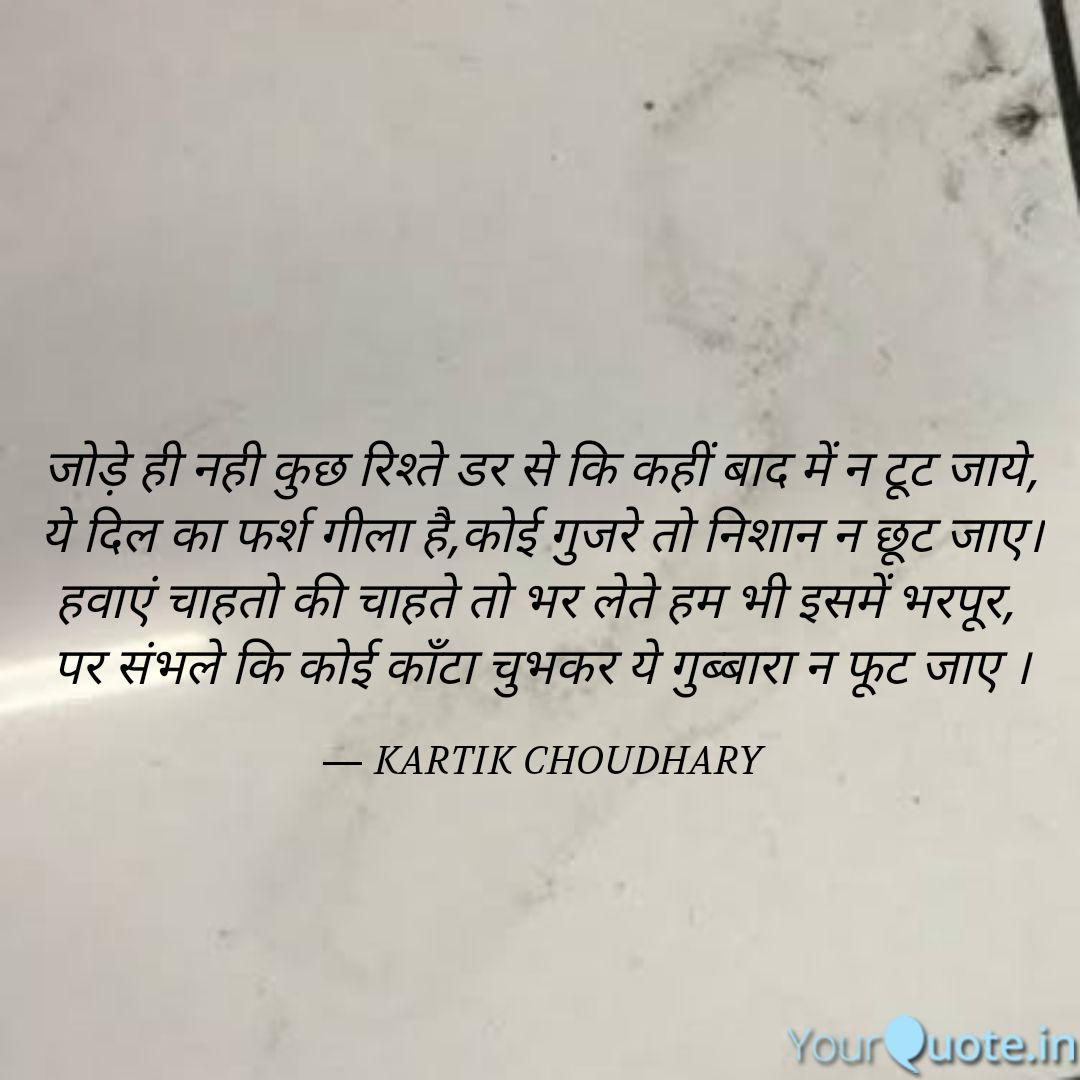 जोड़े ही नही कुछ रिश्ते डर से कि कहीं बाद में न टूट जाये,
ये दिल का फर्श गीला है,कोई गुजरे तो निशान न छूट जाए।
हवाएं चाहतो की चाहते तो भर लेते हम भी इसमें भरपूर,
पर संभले कि कोई काँटा चुभकर ये गुब्बारा न फूट जाए ।
— KARTIK CHOUDHARY
YourQuote.in